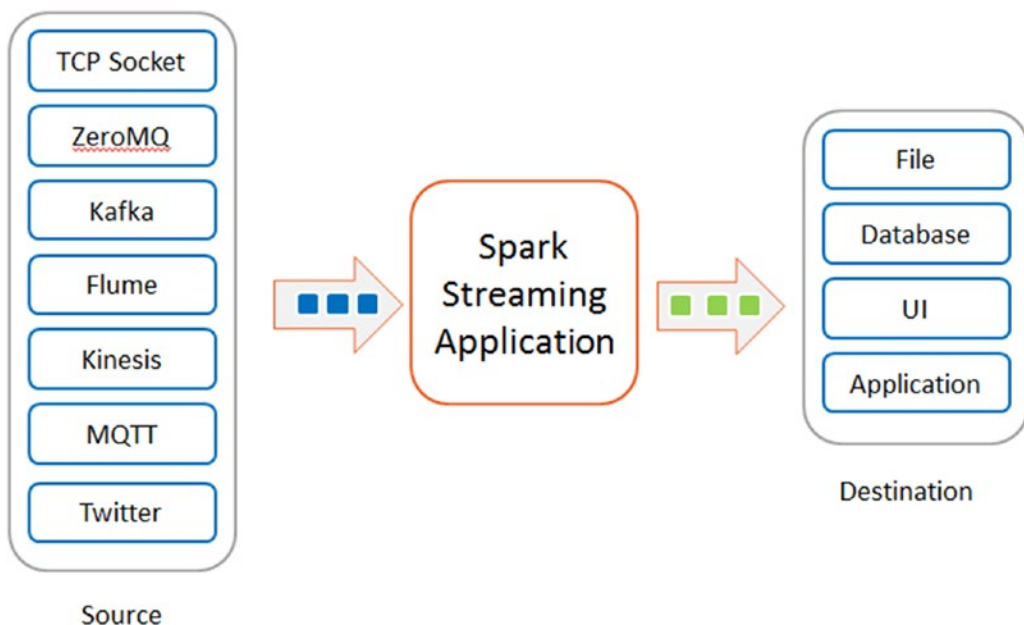 TCP Socket
ZeroMQ
Kafka
Flume
Kinesis
MQTT
Twitter
Source
Spark
Streaming
Application
File
Database
UI
Application
Destination